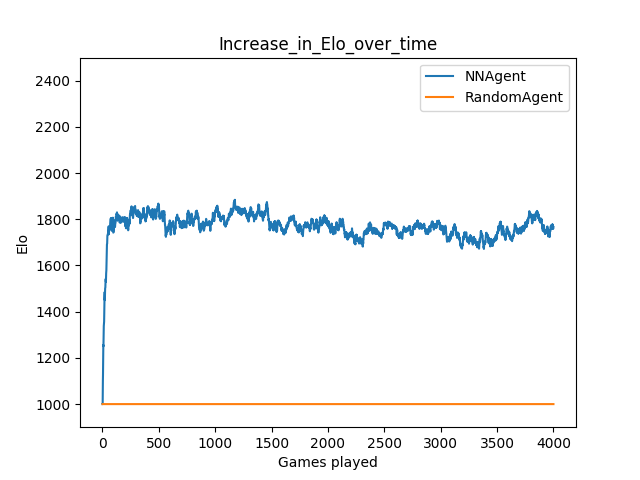 Increase_in_Elo_over_time
NNAgent
RandomAgent
2400
2200
2000
1800
1600
1400
1200
1000
Elo
0 500 1000 1500 2000 2500 3000 3500 4000
Games played